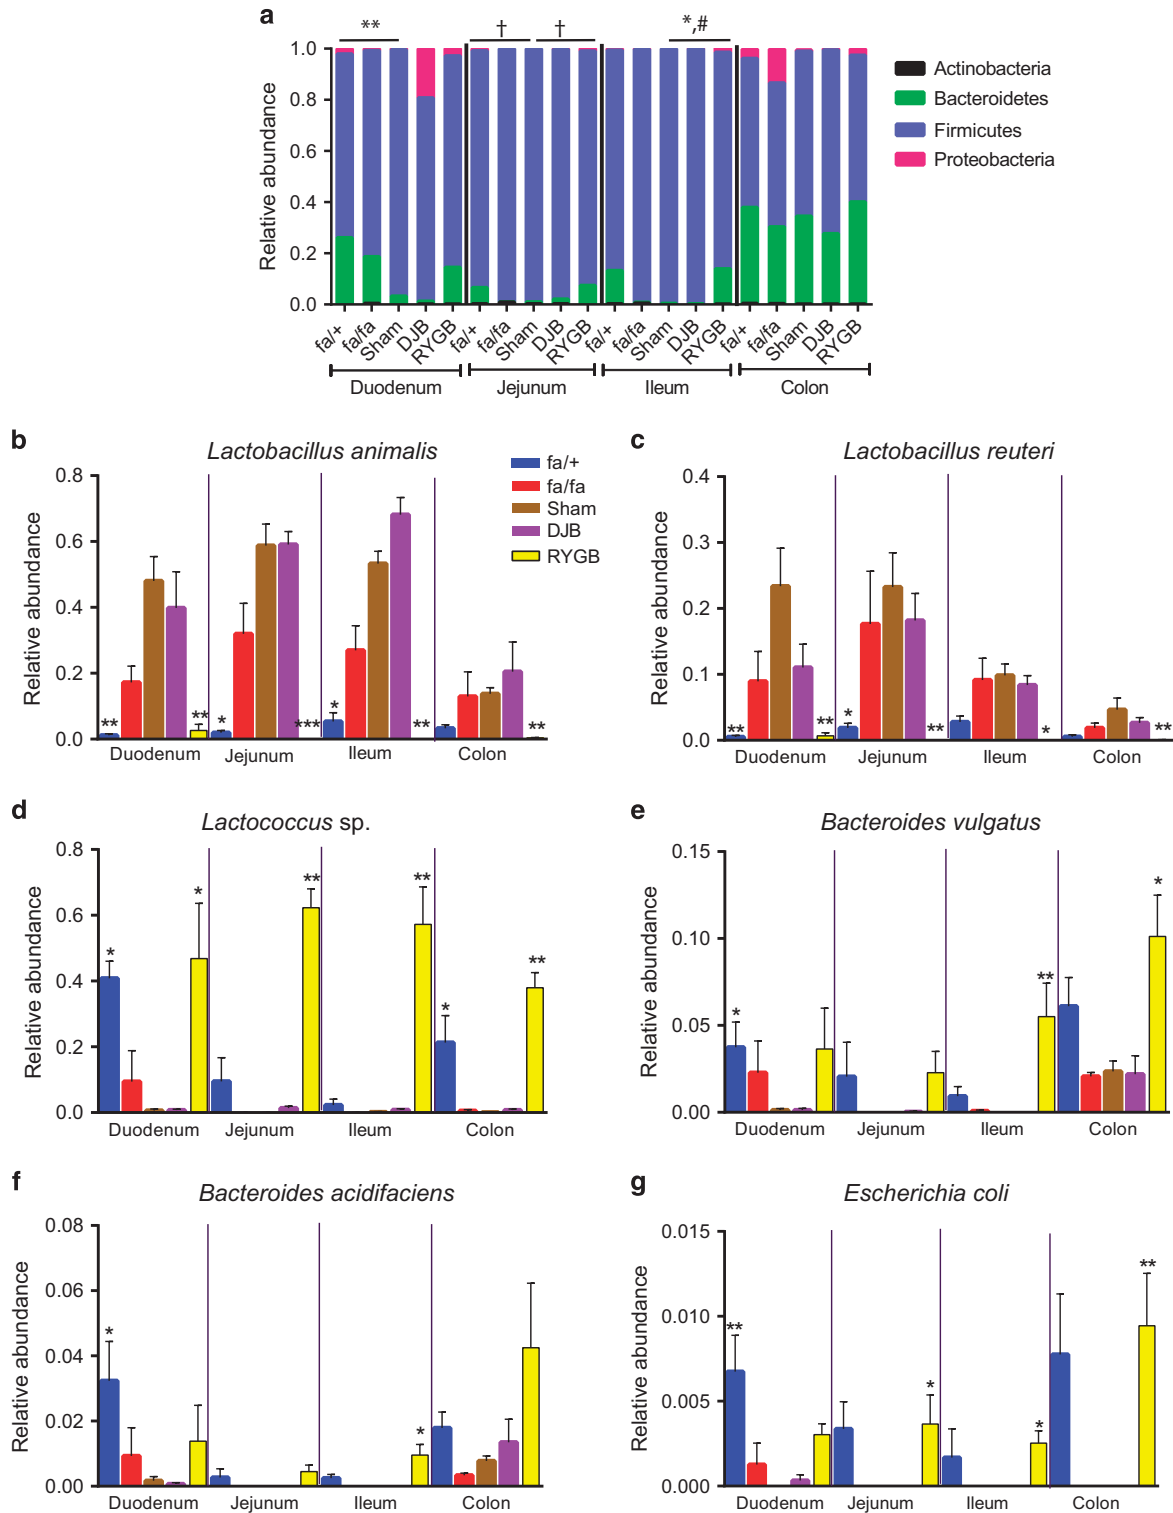 a
**
†
†
*,#
1.0
0.8
0.6
0.4
0.2
0.0
Relative abundance
Actinobacteria
Bacteroidetes
Firmicutes
Proteobacteria
fa/+
fa/fa
Sham
DJB
RYGB
fa/+
fa/fa
Sham
DJB
RYGB
fa/+
fa/fa
Sham
DJB
RYGB
fa/+
fa/fa
Sham
DJB
RYGB
Duodenum
Jejunum
Ileum
Colon
b
Lactobacillus animalis
0.8
0.6
0.4
0.2
0.0
Relative abundance
fa/+
fa/fa
Sham
DJB
RYGB
**
**
*
***
*
**
**
Duodenum
Jejunum
Ileum
Colon
c
Lactobacillus reuteri
0.4
0.3
0.2
0.1
0.0
Relative abundance
**
**
*
**
*
**
Duodenum
Jejunum
Ileum
Colon
d
Lactococcus sp.
0.8
0.6
0.4
0.2
0.0
Relative abundance
*
*
**
**
*
**
Duodenum
Jejunum
Ileum
Colon
e
Bacteroides vulgatus
0.15
0.10
0.05
0.00
Relative abundance
*
**
*
Duodenum
Jejunum
Ileum
Colon
f
Bacteroides acidifaciens
0.08
0.06
0.04
0.02
0.00
Relative abundance
*
*
Duodenum
Jejunum
Ileum
Colon
g
Escherichia coli
0.015
0.010
0.005
0.000
Relative abundance
**
*
*
**
Duodenum
Jejunum
Ileum
Colon